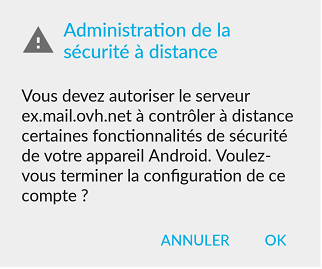 Administration de la
sécurité à distance
Vous devez autoriser le serveur
ex.mail.ovh.net à contrôler à distance
certaines fonctionnalités de sécurité
de votre appareil Android. Voulez-
vous terminer la configuration de ce
compte ?
ANNULER OK